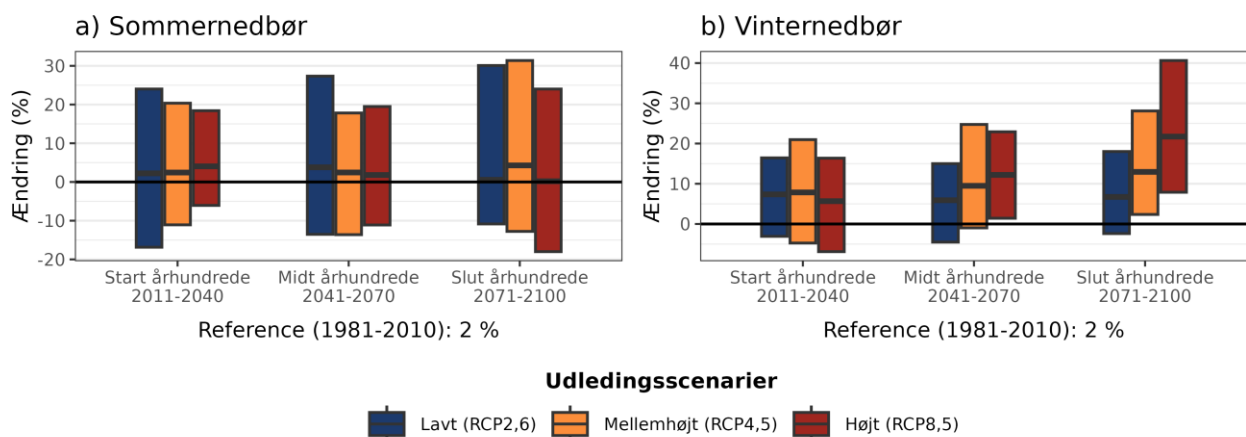 a) Sommernedbør
Ændring (%)
30
20
10
0
-10
-20
Start århundrede
2011-2040
Midt århundrede
2041-2070
Slut århundrede
2071-2100
Reference (1981-2010): 2 %
b) Vinternedbør
Ændring (%)
40
30
20
10
0
Start århundrede
2011-2040
Midt århundrede
2041-2070
Slut århundrede
2071-2100
Reference (1981-2010): 2 %
Udledingsscenarier
Lavt (RCP2,6)
Mellemhøjt (RCP4,5)
Højt (RCP8,5)